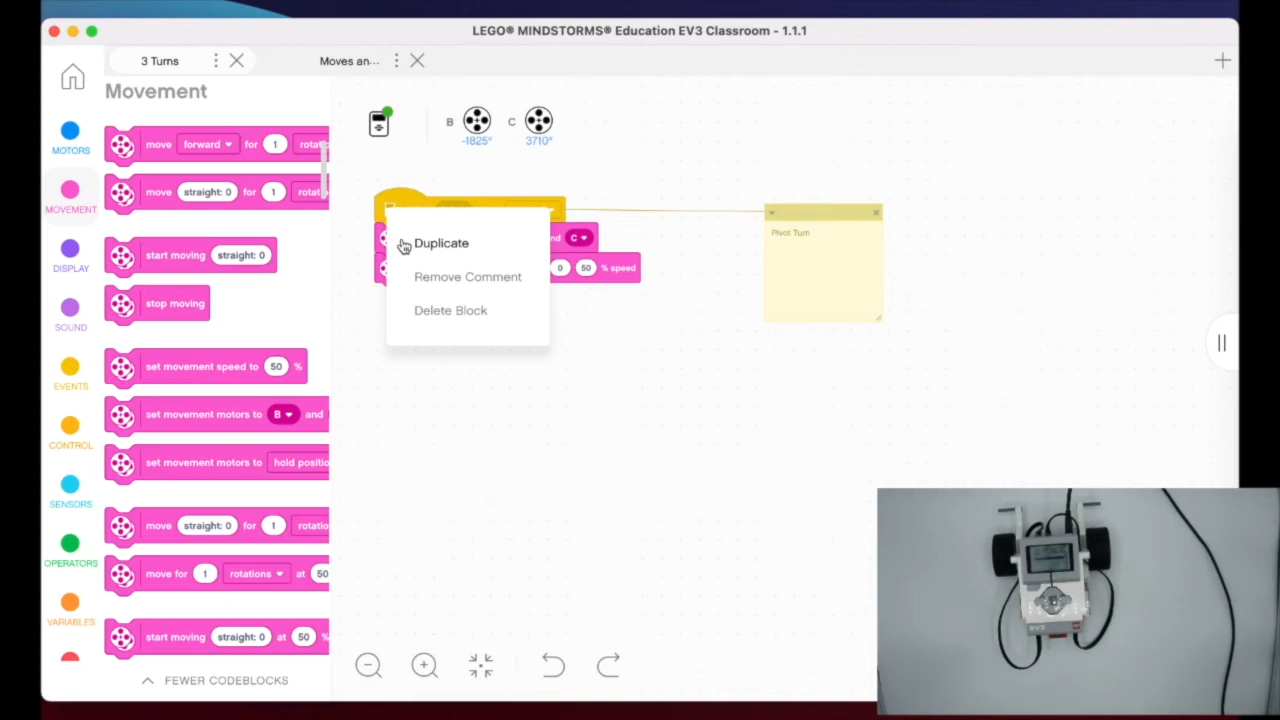 LEGO® MINDSTORMS® Education EV3 Classroom - 1.1.1
3 Turns
Moves an...
Movement
MOTORS
MOVEMENT
DISPLAY
SOUND
EVENTS
CONTROL
SENSORS
OPERATORS
VARIABLES
move forward for 1
move straight: 0 for 1
start moving straight: 0
stop moving
set movement speed to 50 %
set movement motors to B and
set movement motors to
move straight: 0 for 1
move for 1 rotations at 50
start moving straight: 0 at 50 %
FEWER CODEBLOCKS
B C
-1825° 3710°
C
0 50 % speed
Duplicate
Remove Comment
Delete Block
Pivot Turn
EV3